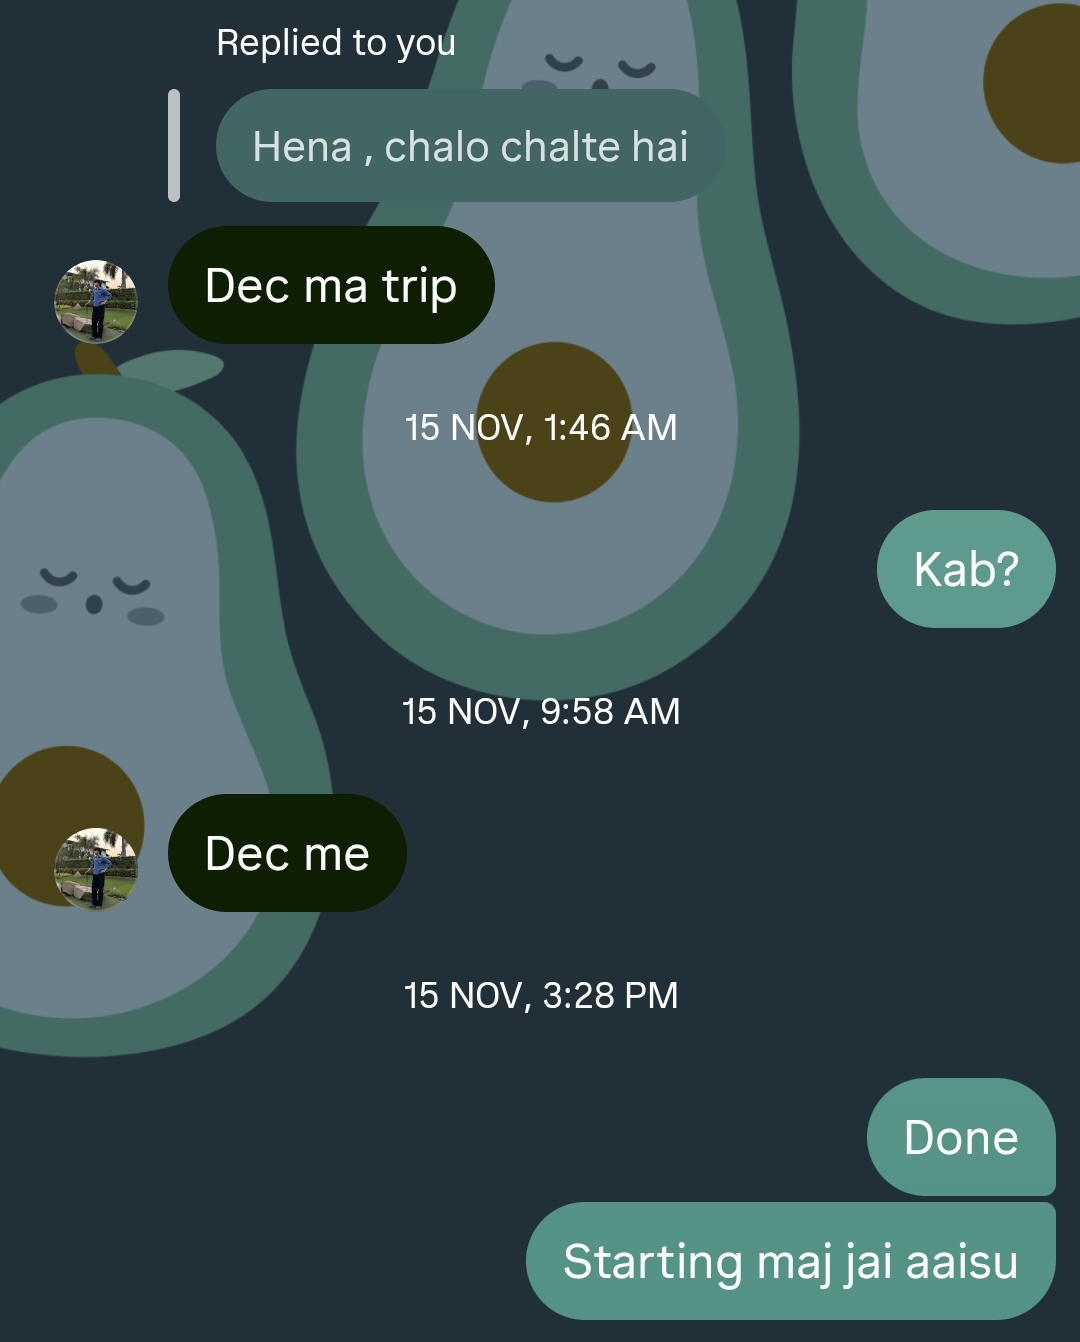 Replied to you
Hena , chalo chalte hai
Dec ma trip
15 NOV, 1:46 AM
Kab?
15 NOV, 9:58 AM
Dec me
15 NOV, 3:28 PM
Done
Starting maj jai aaisu